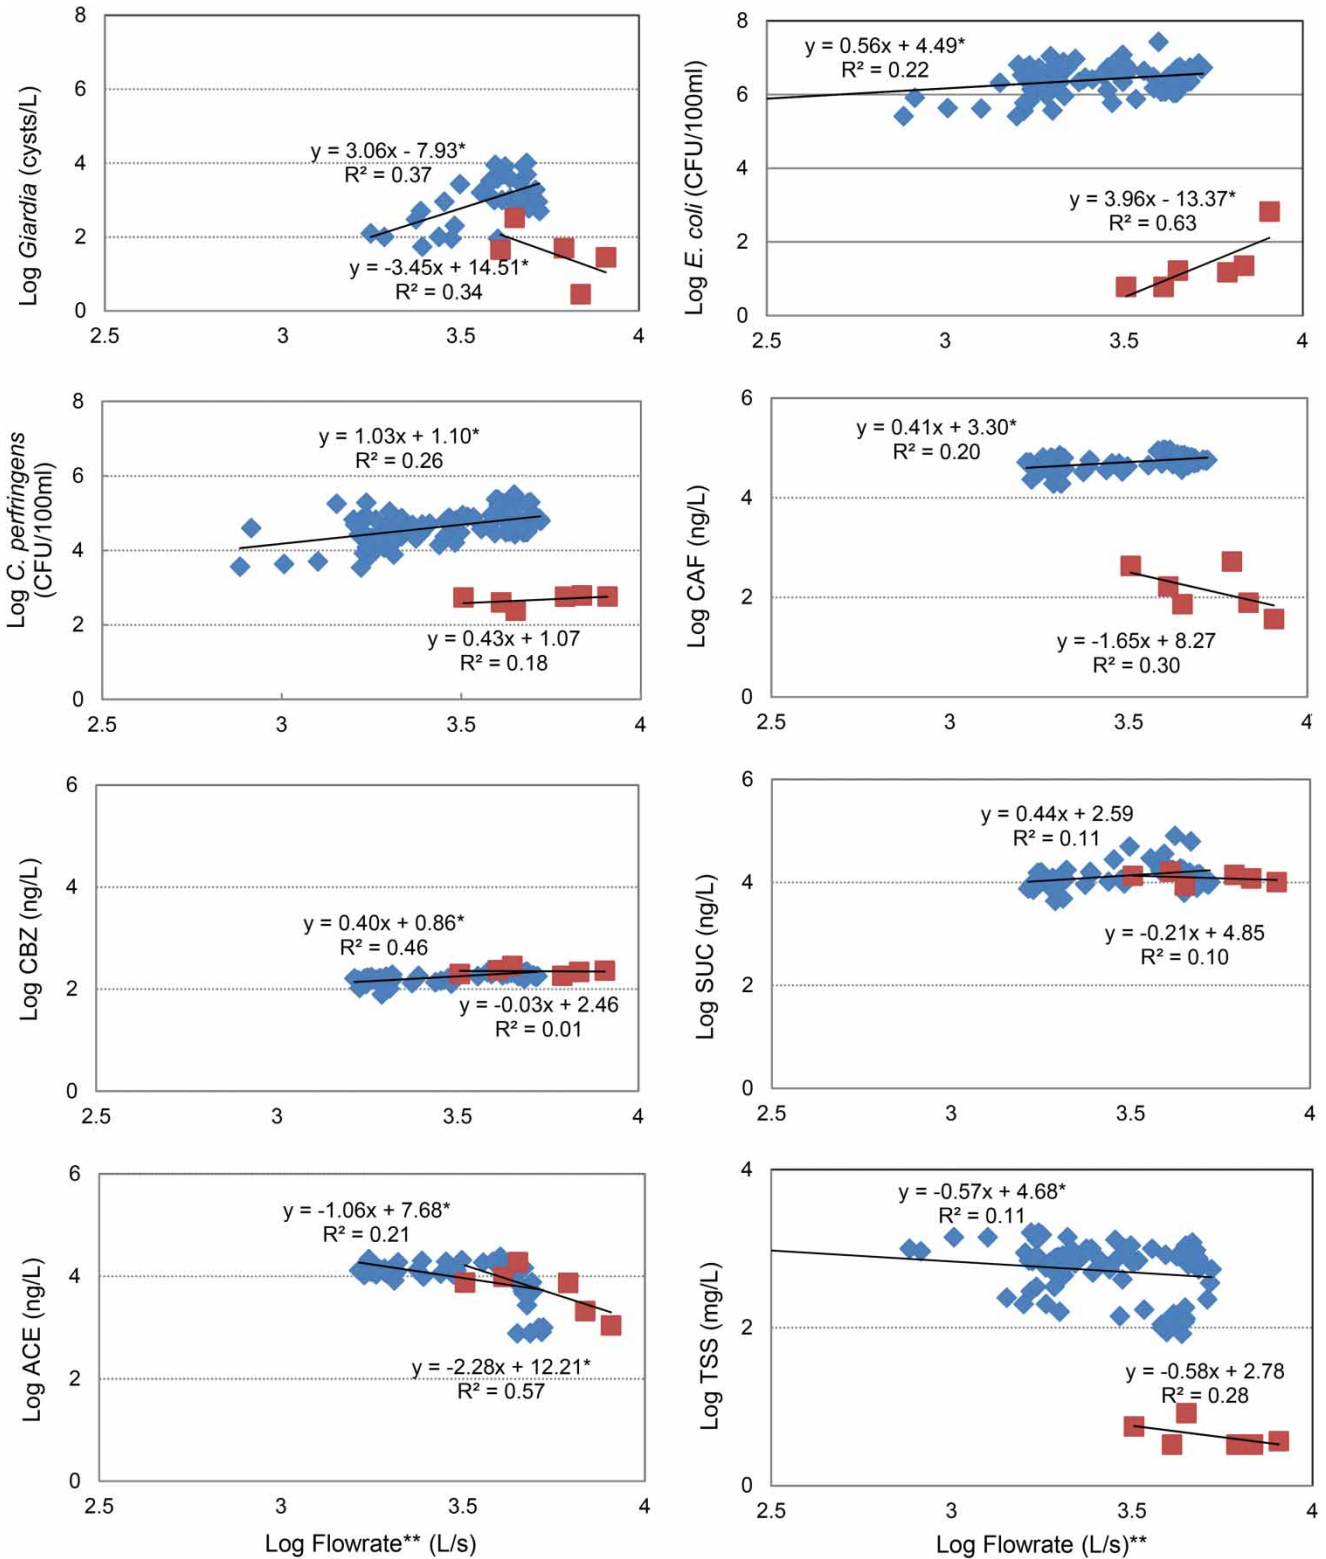 Log Giardia (cysts/L)
8
6
4
2
0
y = 3.06x - 7.93*
R² = 0.37
y = -3.45x + 14.51*
R² = 0.34
2.5 3 3.5 4
Log E. coli (CFU/100ml)
8
6
4
2
0
y = 0.56x + 4.49*
R² = 0.22
y = 3.96x - 13.37*
R² = 0.63
2.5 3 3.5 4
Log C. perfringens
(CFU/100ml)
8
6
4
2
0
y = 1.03x + 1.10*
R² = 0.26
y = 0.43x + 1.07
R² = 0.18
2.5 3 3.5 4
Log CAF (ng/L)
6
4
2
0
y = 0.41x + 3.30*
R² = 0.20
y = -1.65x + 8.27
R² = 0.30
2.5 3 3.5 4
Log CBZ (ng/L)
6
4
2
0
y = 0.40x + 0.86*
R² = 0.46
y = -0.03x + 2.46
R² = 0.01
2.5 3 3.5 4
Log SUC (ng/L)
6
4
2
0
y = 0.44x + 2.59
R² = 0.11
y = -0.21x + 4.85
R² = 0.10
2.5 3 3.5 4
Log ACE (ng/L)
6
4
2
0
y = -1.06x + 7.68*
R² = 0.21
y = -2.28x + 12.21*
R² = 0.57
2.5 3 3.5 4
Log Flowrate** (L/s)
Log TSS (mg/L)
4
2
0
y = -0.57x + 4.68*
R² = 0.11
y = -0.58x + 2.78
R² = 0.28
2.5 3 3.5 4
Log Flowrate (L/s)**